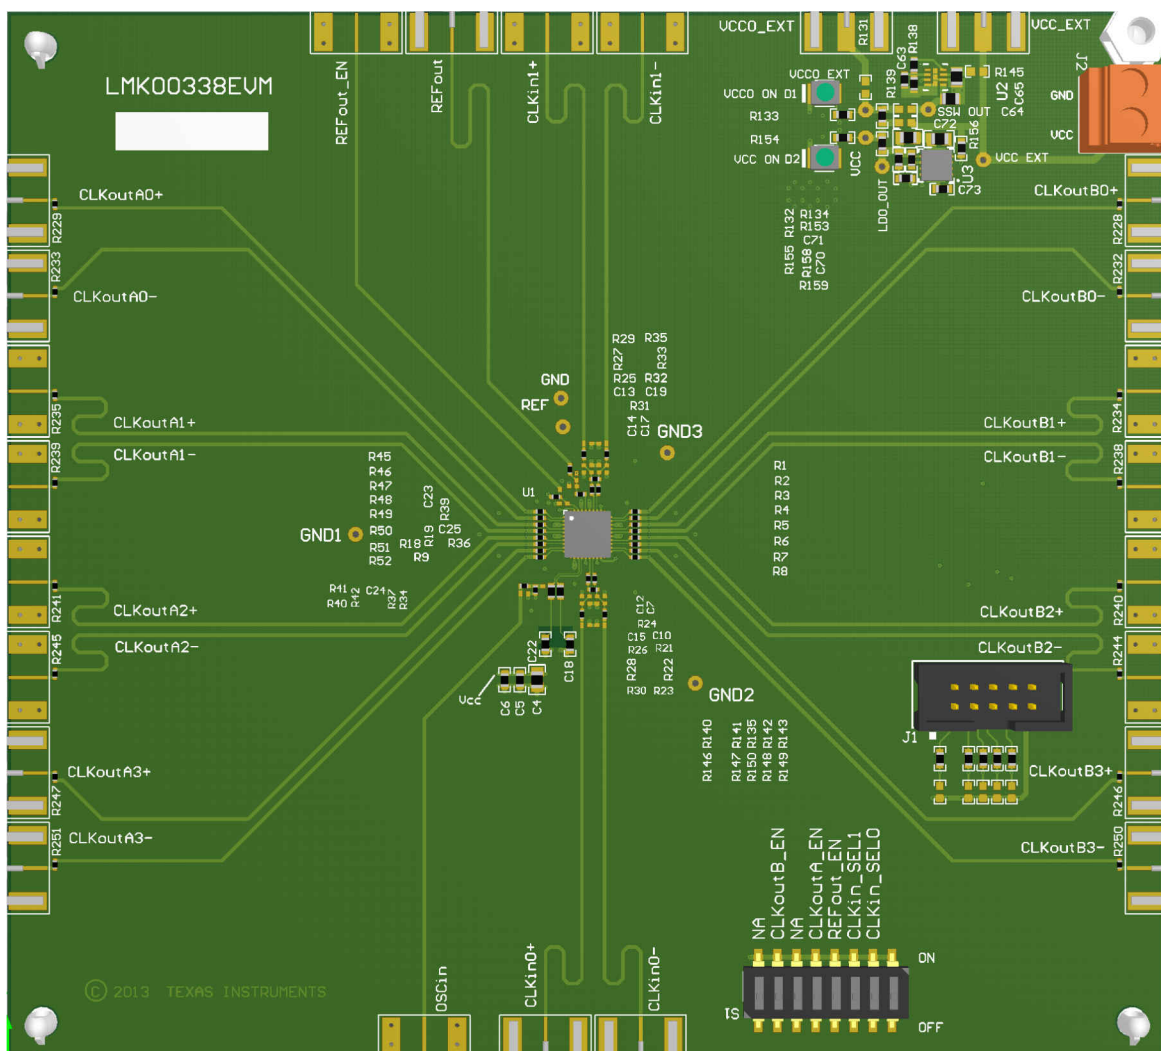 LMK00338EVM
REFout_EN
REFout
CLKin1+
CLKin1-
VCCO_EXT
R131
VCC_EXT
J2
GND
VCC
VCCO EXT
VCCO ON D1
R133
R154
VCC ON D2
VCC
R139
C63
R138
U2
R145
C65
SSW OUT
C64
C72
R156
VCC EXT
U3
LDO_OUT
C73
R132
R134
R153
C71
R155
R158
C70
R159
CLKoutA0+
R229
R233
CLKoutA0-
R235
CLKoutA1+
R239
CLKoutA1-
R241
CLKoutA2+
R245
CLKoutA2-
CLKoutA3+
R247
CLKoutA3-
R251
CLKoutB0+
R228
R232
CLKoutB0-
CLKoutB1+
R234
CLKoutB1-
R238
CLKoutB2+
R240
CLKoutB2-
R244
CLKoutB3+
R246
CLKoutB3-
R250
R29
R35
R27
R33
R25
R32
C13
C19
R31
C14
C17
GND
REF
GND3
U1
GND1
R45
R46
R47
R48
R49
R50
R51
R52
C23
R39
R19
C25
R18
R36
R9
R41
R42
C24
R40
R37
R34
R1
R2
R3
R4
R5
R6
R7
R8
C12
C7
R24
C15
C10
R26
R21
R28
R22
R30
R23
GND2
C22
C18
Vcc
C6
C5
C4
R146 R140
R147 R141
R150 R135
R148 R142
R149 R143
J1
NA
CLKoutB_EN
NA
CLKoutA_EN
REFout_EN
CLKin_SEL1
CLKin_SEL0
ON
OFF
S1
© 2013 TEXAS INSTRUMENTS
OSCin
CLKin0+
CLKin0-